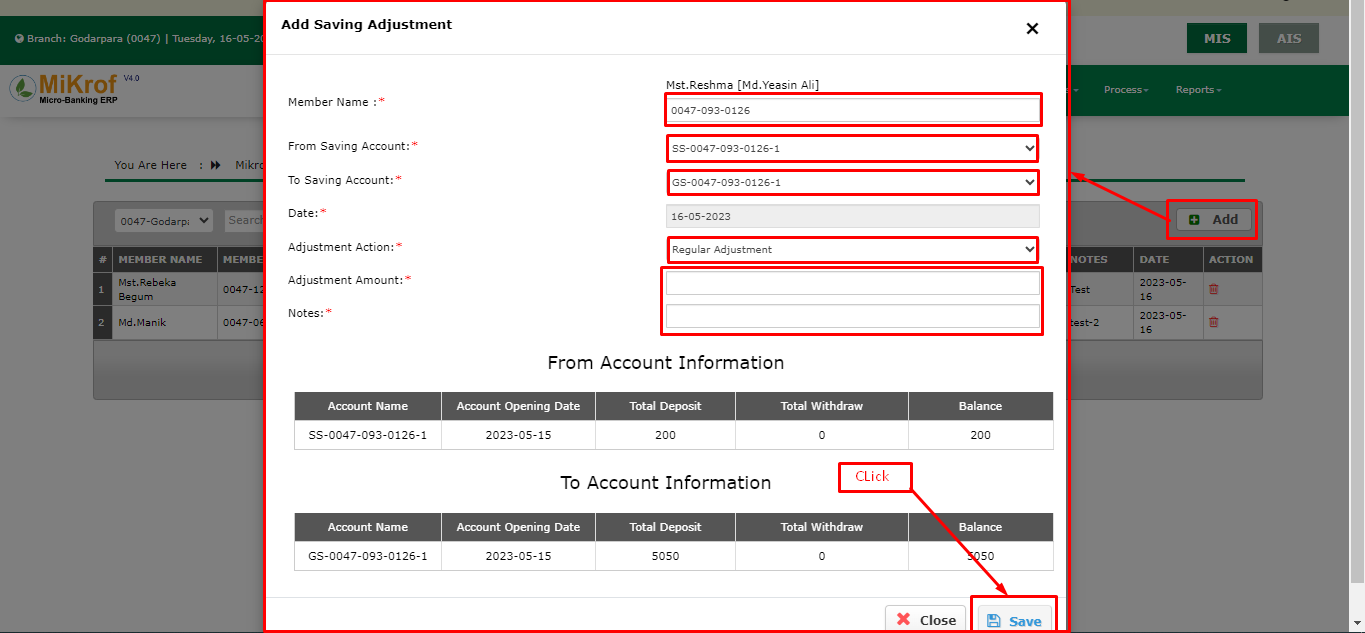 Add Saving Adjustment
Branch: Godarpara (0047) | Tuesday, 16-05-20
MIS
AIS
MiKrof V4.0
Micro-Banking ERP
Process
Reports
Mst.Reshma [Md.Yeasin Ali]
Member Name :*
0047-093-0126
From Saving Account:*
SS-0047-093-0126-1
You Are Here :
Mikro
To Saving Account:*
GS-0047-093-0126-1
Date:*
16-05-2023
0047-Godarpa
Search
Add
Adjustment Action:*
Regular Adjustment
# MEMBER NAME MEMBE
NOTES DATE ACTION
Adjustment Amount:*
Notes:*
1 Mst.Rebeka Begum 0047-12
Test 2023-05-16
2 Md.Manik 0047-06
test-2 2023-05-16
From Account Information
Account Name Account Opening Date Total Deposit Total Withdraw Balance
SS-0047-093-0126-1 2023-05-15 200 0 200
To Account Information
CLick
Account Name Account Opening Date Total Deposit Total Withdraw Balance
GS-0047-093-0126-1 2023-05-15 5050 0 5050
Close
Save